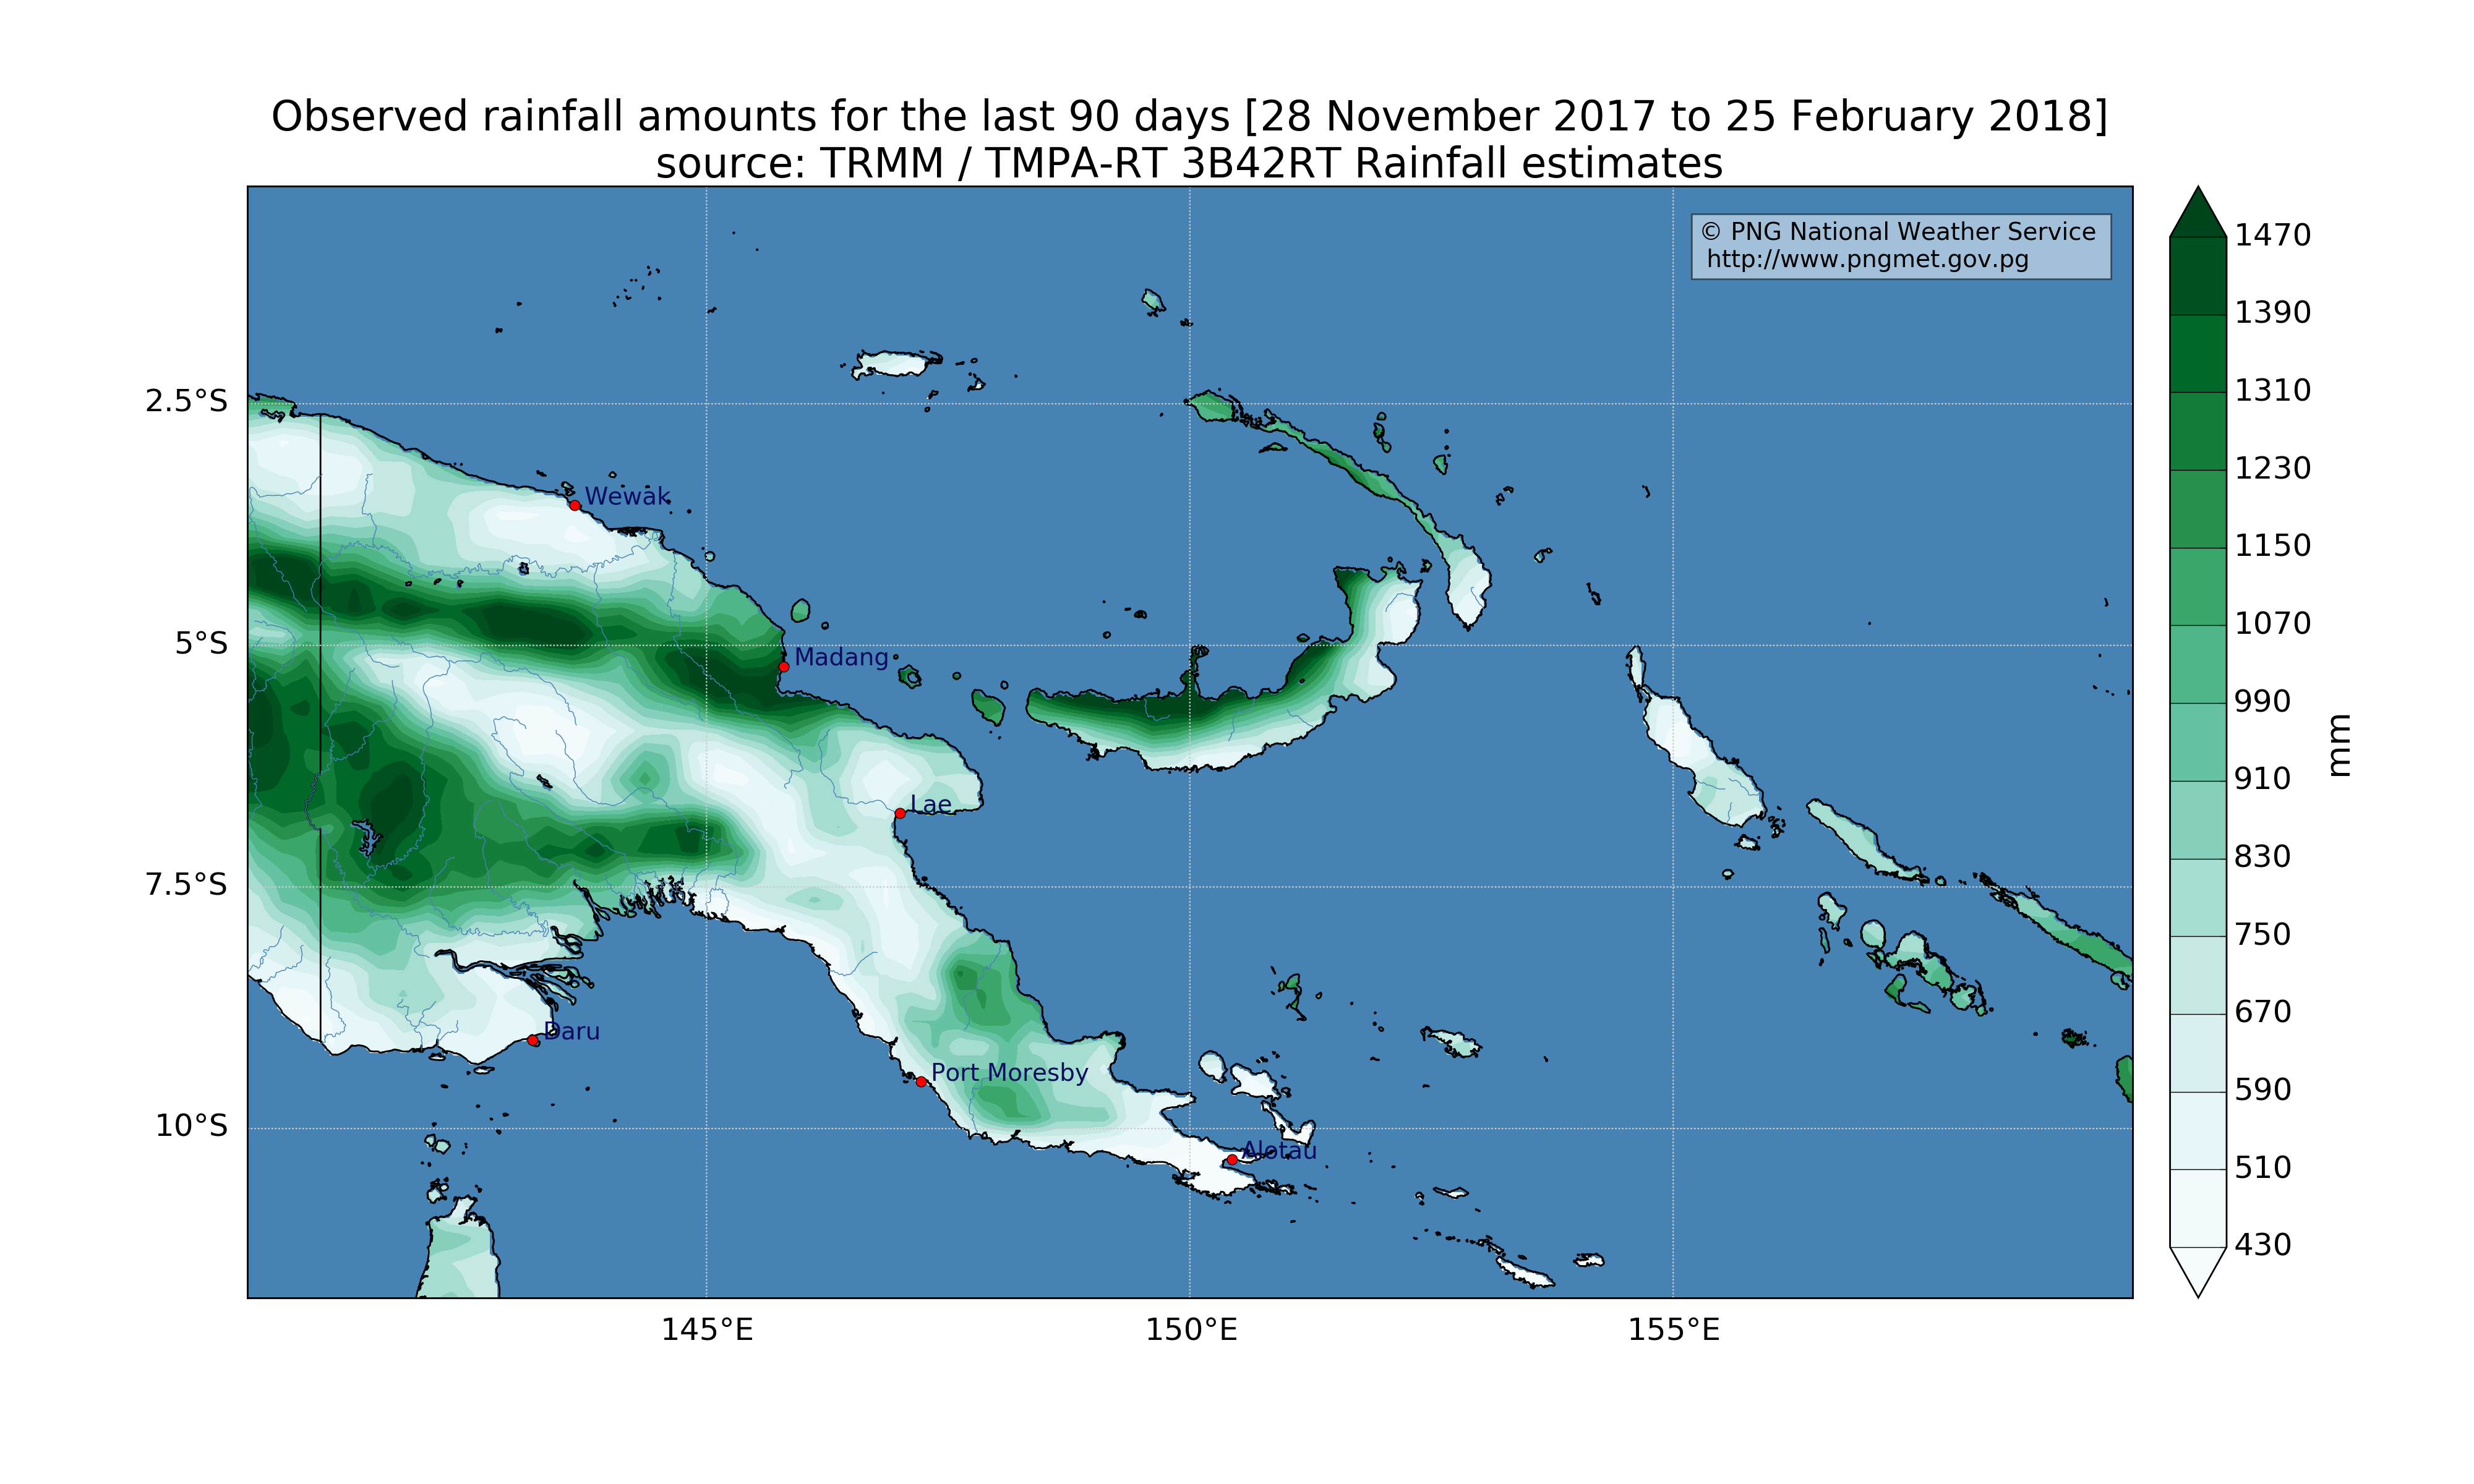 Observed rainfall amounts for the last 90 days [28 November 2017 to 25 February 2018]
source: TRMM / TMPA-RT 3B42RT Rainfall estimates
© PNG National Weather Service
http://www.pngmet.gov.pg
2.5°S
5°S
7.5°S
10°S
145°E
150°E
155°E
Wewak
Madang
Lae
Daru
Port Moresby
Alotau
1470
1390
1310
1230
1150
1070
990
910
830
750
670
590
510
430
mm